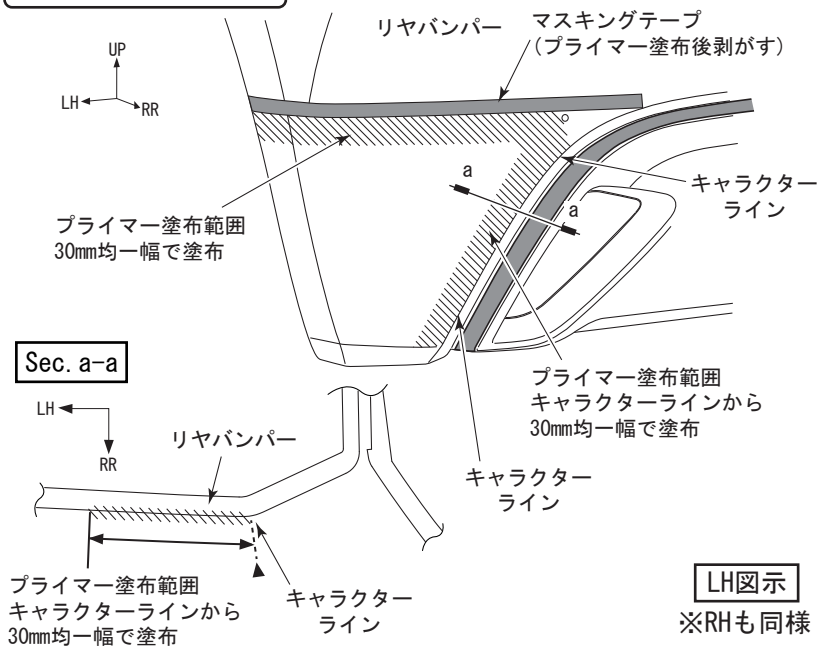 リヤバンパー
マスキングテープ
（プライマー塗布後剥がす）
UP
LH
RR
a
a
キャラクター
ライン
プライマー塗布範囲
30mm均一幅で塗布
Sec. a-a
LH
RR
リヤバンパー
プライマー塗布範囲
キャラクターラインから
30mm均一幅で塗布
キャラクター
ライン
プライマー塗布範囲
キャラクターラインから
30mm均一幅で塗布
キャラクター
ライン
LH図示
※RHも同様